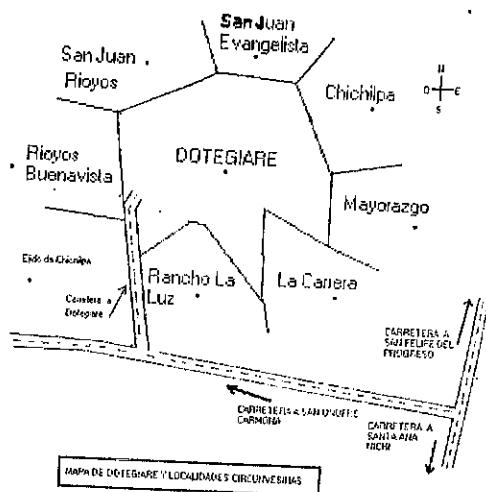 San Juan
Evangelista
San Juan
Rioyos
Chichilpa
N
O
E
S
DOTEGIARE
Rioyos
Buenavista
Mayorazgo
Ejido de Chichilpa
Rancho La
Luz
La Carrera
Carretera a
Dotegiare
CARRETERA A
SAN FELIPE DEL
PROGRESO
CARRETERA A SAN ONOFRE
CARMONA
CARRETERA A
SANTA ANA
NICHI
MAPA DE DOTEGIARE Y LOCALIDADES CIRCUNVECINAS